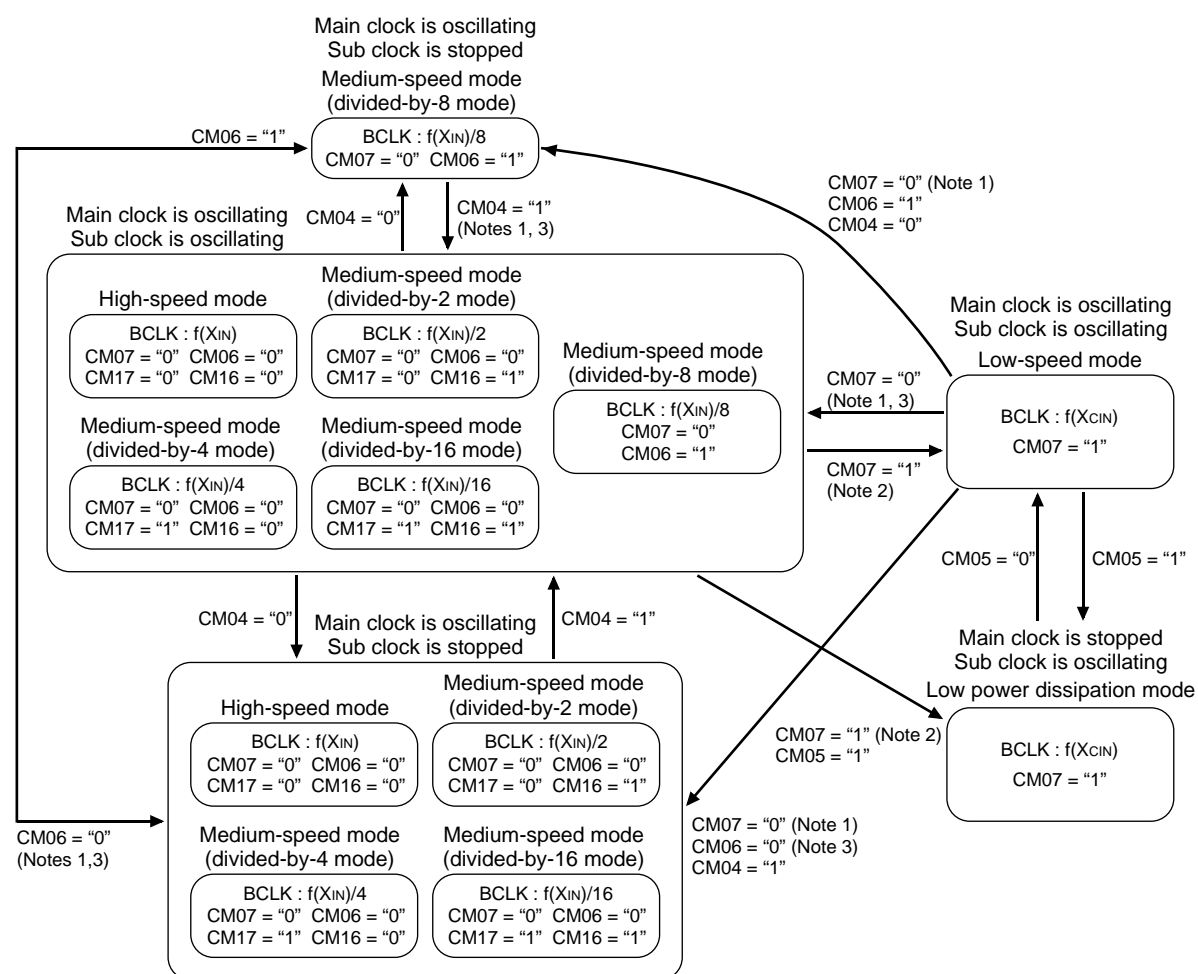 Main clock is oscillating
Sub clock is stopped
Medium-speed mode
(divided-by-8 mode)
CM06 = “1”
BCLK : f(XIN)/8
CM07 = “0” CM06 = “1”
CM07 = “0” (Note 1)
CM06 = “1”
CM04 = “0”
Main clock is oscillating
Sub clock is oscillating
CM04 = “0”
CM04 = “1”
(Notes 1, 3)
High-speed mode
BCLK : f(XIN)
CM07 = “0” CM06 = “0”
CM17 = “0” CM16 = “0”
Medium-speed mode
(divided-by-2 mode)
BCLK : f(XIN)/2
CM07 = “0” CM06 = “0”
CM17 = “0” CM16 = “1”
Medium-speed mode
(divided-by-8 mode)
BCLK : f(XIN)/8
CM07 = “0”
CM06 = “1”
Medium-speed mode
(divided-by-4 mode)
BCLK : f(XIN)/4
CM07 = “0” CM06 = “0”
CM17 = “1” CM16 = “0”
Medium-speed mode
(divided-by-16 mode)
BCLK : f(XIN)/16
CM07 = “0” CM06 = “0”
CM17 = “1” CM16 = “1”
CM07 = “0”
(Note 1, 3)
CM07 = “1”
(Note 2)
Main clock is oscillating
Sub clock is oscillating
Low-speed mode
BCLK : f(XCIN)
CM07 = “1”
CM05 = “0”
CM05 = “1”
Main clock is stopped
Sub clock is oscillating
Low power dissipation mode
BCLK : f(XCIN)
CM07 = “1”
CM04 = “0”
CM04 = “1”
Main clock is oscillating
Sub clock is stopped
CM07 = “1” (Note 2)
CM05 = “1”
High-speed mode
BCLK : f(XIN)
CM07 = “0” CM06 = “0”
CM17 = “0” CM16 = “0”
Medium-speed mode
(divided-by-2 mode)
BCLK : f(XIN)/2
CM07 = “0” CM06 = “0”
CM17 = “0” CM16 = “1”
CM06 = “0”
(Notes 1,3)
Medium-speed mode
(divided-by-4 mode)
BCLK : f(XIN)/4
CM07 = “0” CM06 = “0”
CM17 = “1” CM16 = “0”
Medium-speed mode
(divided-by-16 mode)
BCLK : f(XIN)/16
CM07 = “0” CM06 = “0”
CM17 = “1” CM16 = “1”
CM07 = “0” (Note 1)
CM06 = “0” (Note 3)
CM04 = “1”